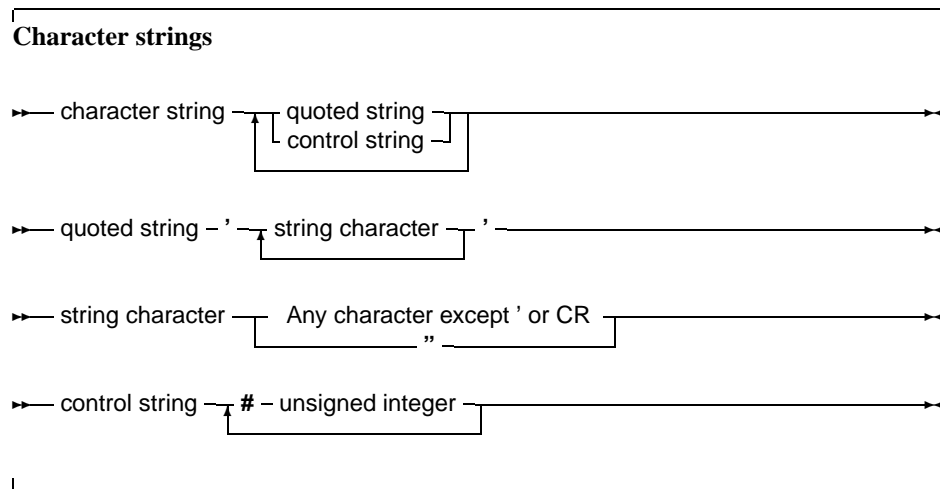 Character strings
character string quoted string
control string
quoted string ’ string character ’
string character Any character except ’ or CR
”
control string # unsigned integer